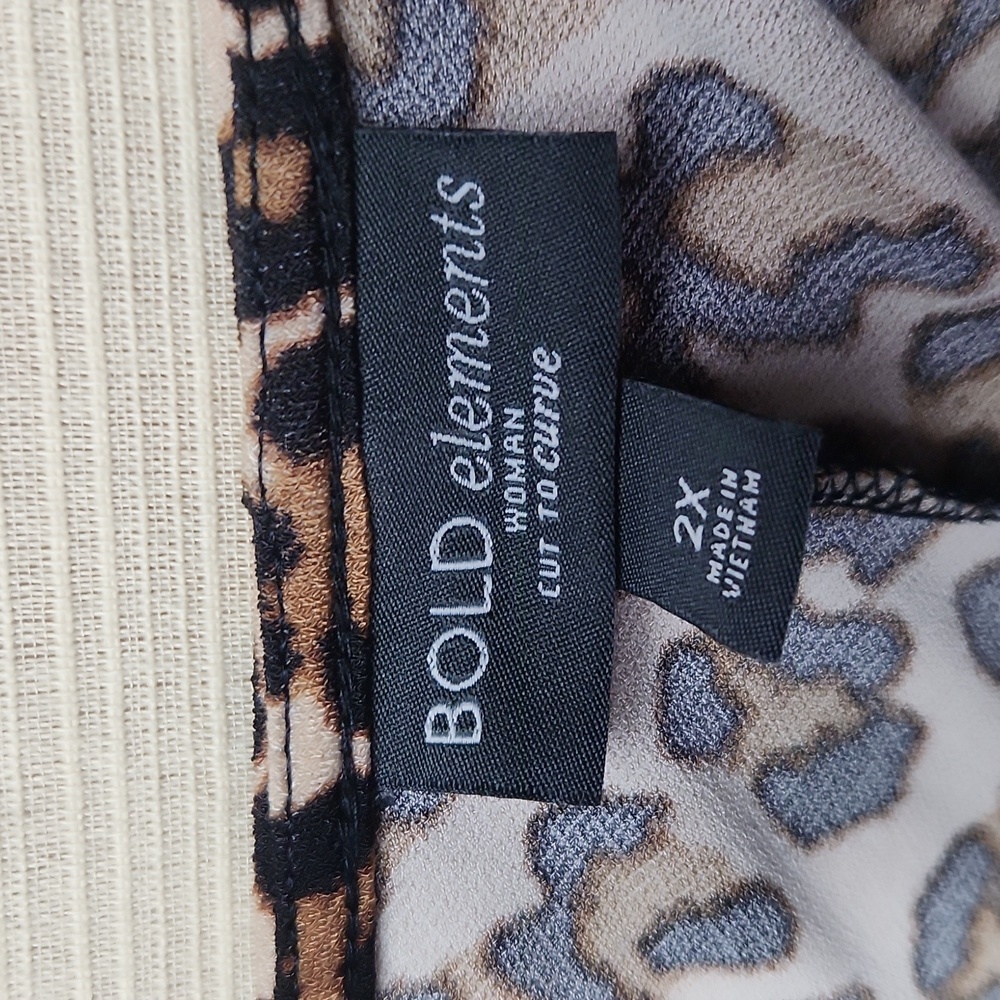 BOLD elements
WOMAN
CUT TO curve
2X
MADE IN
VIETNAM